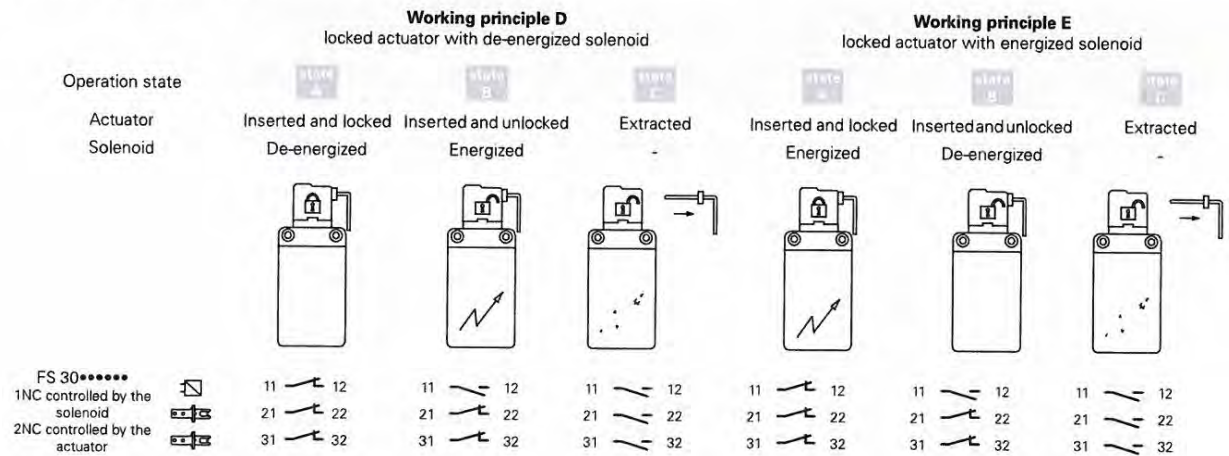 Working principle D
locked actuator with de-energized solenoid
Working principle E
locked actuator with energized solenoid
Operation state
state A
state B
state C
state
state B
state
Actuator
Inserted and locked
Inserted and unlocked
Extracted
Inserted and locked
Inserted and unlocked
Extracted
Solenoid
De-energized
Energized
-
Energized
De-energized
-
FS 30••••••
1NC controlled by the
solenoid
2NC controlled by the
actuator
11 12
11 12
11 12
11 12
11 12
11 12
21 22
21 22
21 22
21 22
21 22
21 22
31 32
31 32
31 32
31 32
31 32
31 32